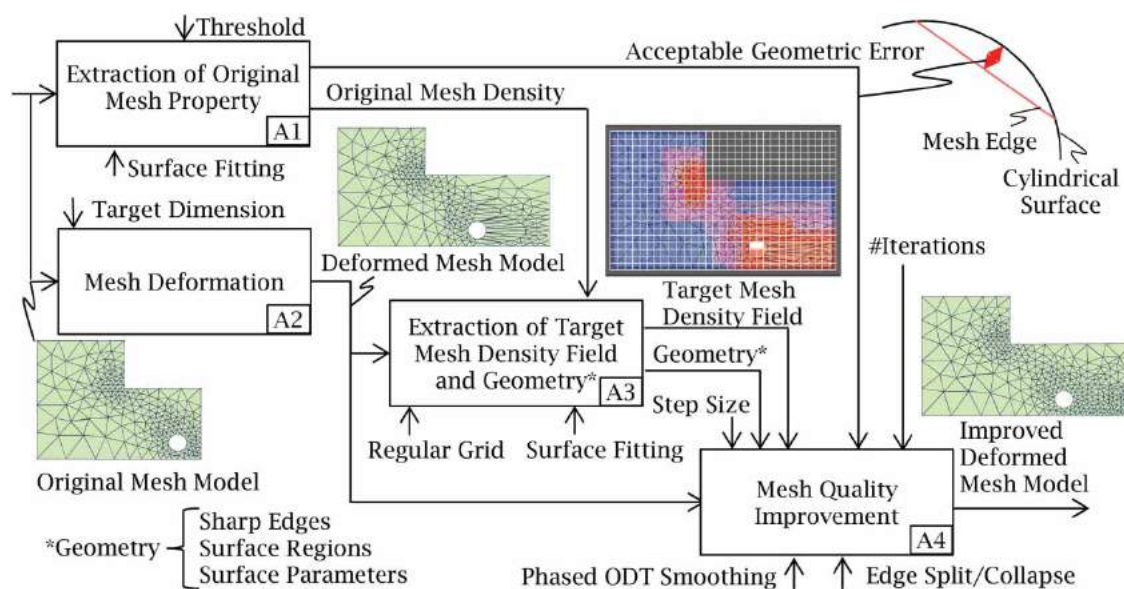 Threshold
Extraction of Original
Mesh Property
A1
Surface Fitting
Original Mesh Density
Acceptable Geometric Error
Mesh Edge
Cylindrical
Surface
Target Dimension
Mesh Deformation
A2
Deformed Mesh Model
Original Mesh Model
Target Mesh
Density Field
#Iterations
Extraction of Target
Mesh Density Field
and Geometry*
A3
Geometry*
Step Size
Regular Grid
Surface Fitting
Mesh Quality
Improvement
A4
Improved
Deformed
Mesh Model
*Geometry
Sharp Edges
Surface Regions
Surface Parameters
Phased ODT Smoothing
Edge Split/Collapse